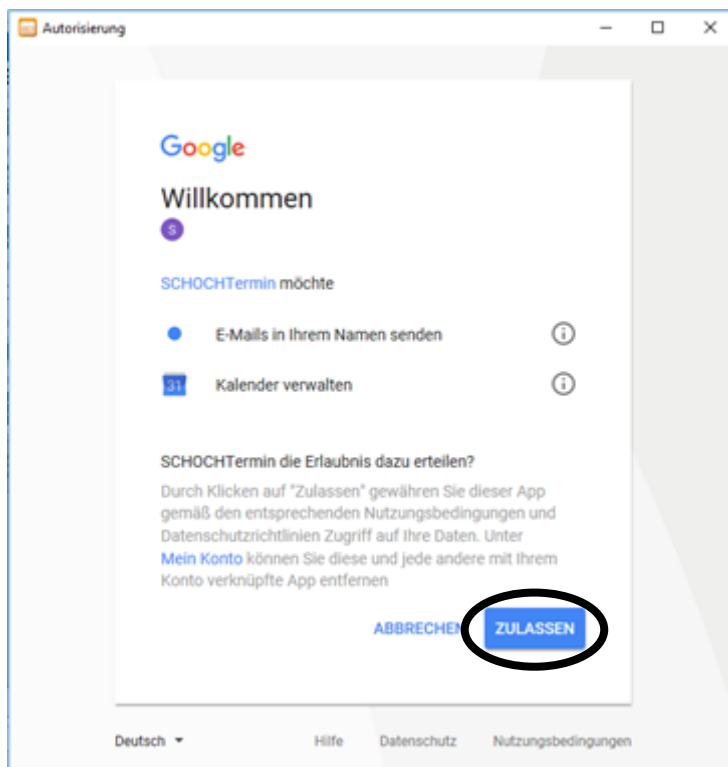 Autorisierung
Google
Willkommen
S
SCHOCHTermin möchte
E-Mails in Ihrem Namen senden
31 Kalender verwalten
SCHOCHTermin die Erlaubnis dazu erteilen?
Durch Klicken auf "Zulassen" gewähren Sie dieser App
gemäß den entsprechenden Nutzungsbedingungen und
Datenschutzrichtlinien Zugriff auf Ihre Daten. Unter
Mein Konto können Sie diese und jede andere mit Ihrem
Konto verknüpfte App entfernen
ABBRECHEN ZULASSEN
Deutsch Hilfe Datenschutz Nutzungsbedingungen